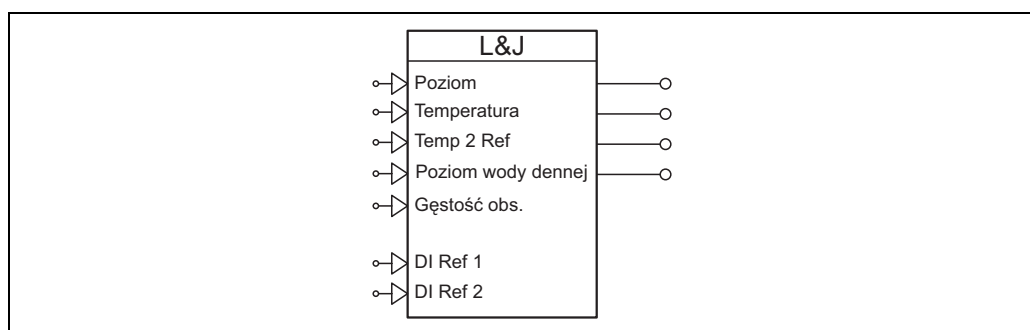 L&J
Poziom
Temperatura
Temp 2 Ref
Poziom wody dennej
Gęstość obs.
DI Ref 1
DI Ref 2